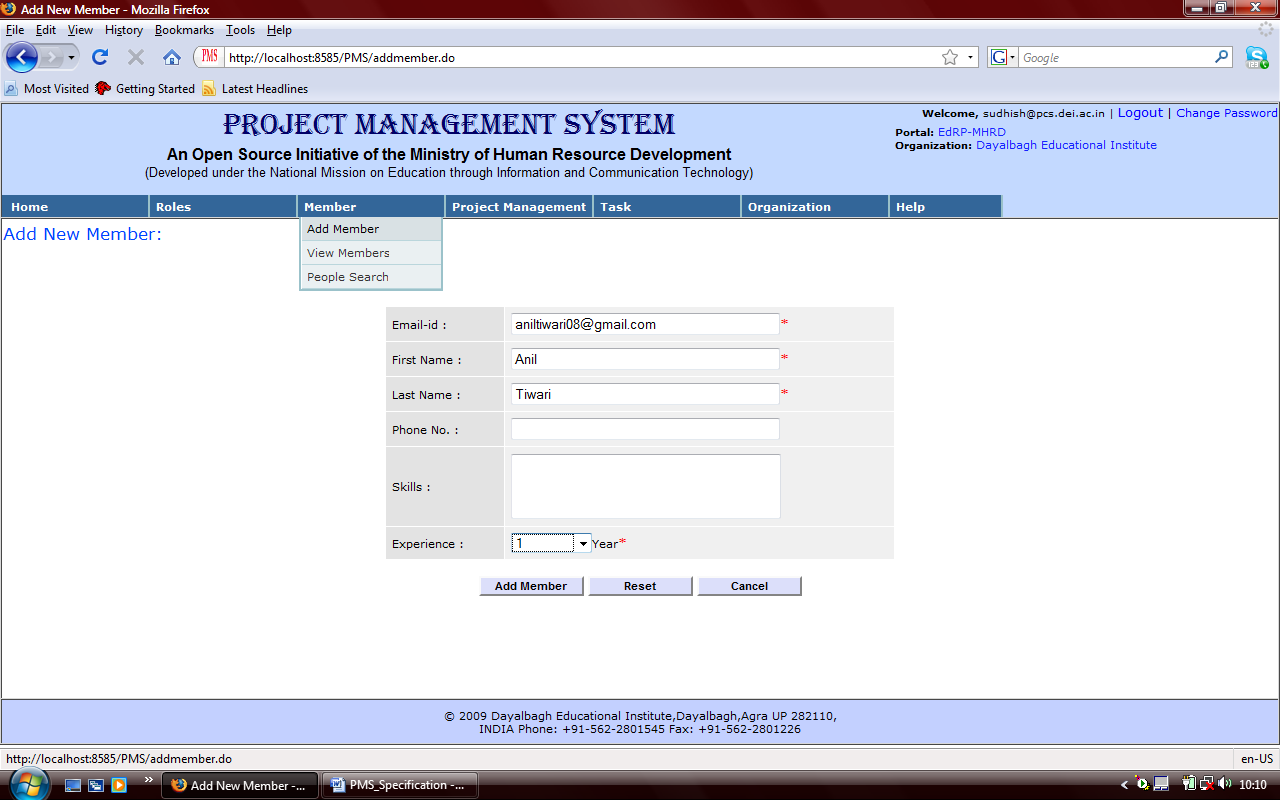 Add New Member - Mozilla Firefox
File Edit View History Bookmarks Tools Help
PMS http://localhost:8585/PMS/addmember.do G Google
Most Visited Getting Started Latest Headlines
PROJECT MANAGEMENT SYSTEM
An Open Source Initiative of the Ministry of Human Resource Development
(Developed under the National Mission on Education through Information and Communication Technology)
Welcome, sudhish@pcs.dei.ac.in | Logout | Change Password
Portal: EdRP-MHRD
Organization: Dayalbagh Educational Institute
Home Roles Member Project Management Task Organization Help
Add New Member:
Add Member
View Members
People Search
Email-id : aniltiwari08@gmail.com *
First Name : Anil *
Last Name : Tiwari *
Phone No. :
Skills :
Experience : 1 Year*
Add Member Reset Cancel
© 2009 Dayalbagh Educational Institute,Dayalbagh,Agra UP 282110,
INDIA Phone: +91-562-2801545 Fax: +91-562-2801226
http://localhost:8585/PMS/addmember.do en-US
» Add New Member -... PMS_Specification -... < 10:10